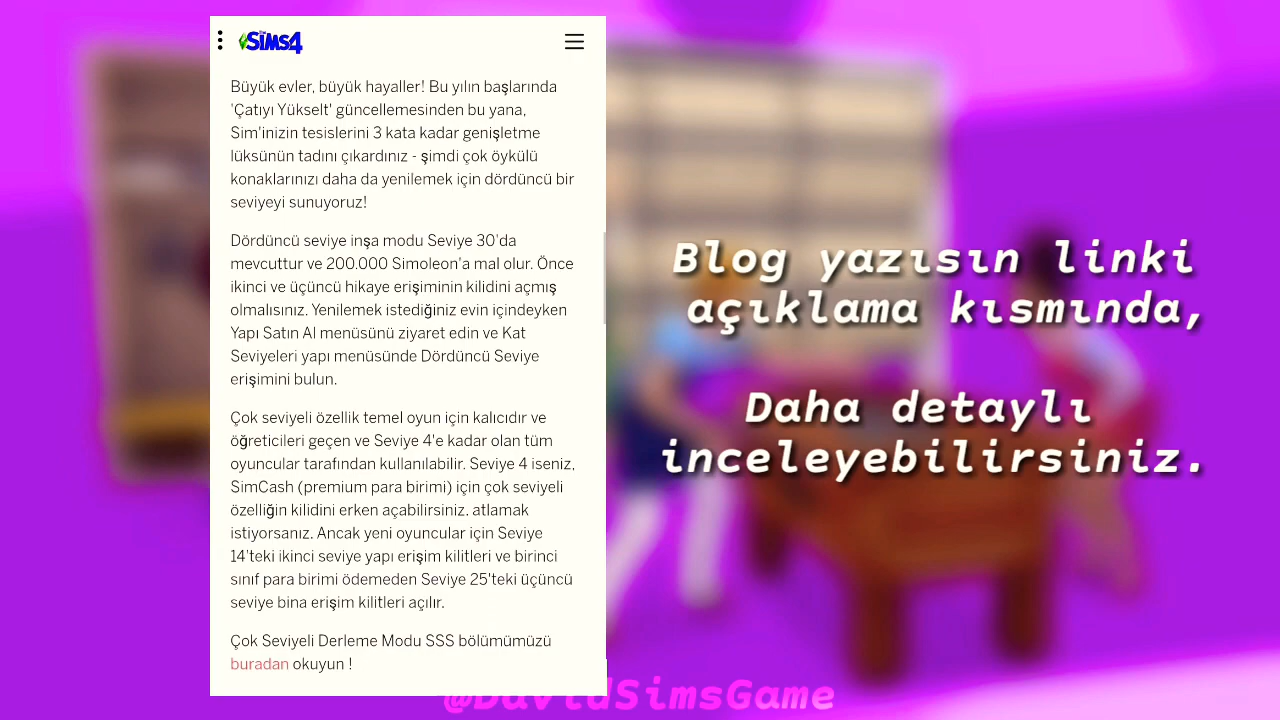 The SiMS4
Büyük evler, büyük hayaller! Bu yılın başlarında
'Çatıyı Yükselt' güncellemesinden bu yana,
Sim'inizin tesislerini 3 kata kadar genişletme
lüksünün tadını çıkardınız - şimdi çok öykülü
konaklarınızı daha da yenilemek için dördüncü bir
seviyeyi sunuyoruz!
Dördüncü seviye inşa modu Seviye 30'da
mevcuttur ve 200.000 Simoleon'a mal olur. Önce
ikinci ve üçüncü hikaye erişiminin kilidini açmış
olmalısınız. Yenilemek istediğiniz evin içindeyken
Yapı Satın Al menüsünü ziyaret edin ve Kat
Seviyeleri yapı menüsünde Dördüncü Seviye
erişimini bulun.
Çok seviyeli özellik temel oyun için kalıcıdır ve
öğreticileri geçen ve Seviye 4'e kadar olan tüm
oyuncular tarafından kullanılabilir. Seviye 4 iseniz,
SimCash (premium para birimi) için çok seviyeli
özelliğin kilidini erken açabilirsiniz. atlamak
istiyorsanız. Ancak yeni oyuncular için Seviye
14'teki ikinci seviye yapı erişim kilitleri ve birinci
sınıf para birimi ödemeden Seviye 25'teki üçüncü
seviye bina erişim kilitleri açılır.
Çok Seviyeli Derleme Modu SSS bölümümüzü
buradan okuyun !
Blog yazısın linki
açıklama kısmında,
Daha detaylı
inceleyebilirsiniz.
@DavidSimsGame